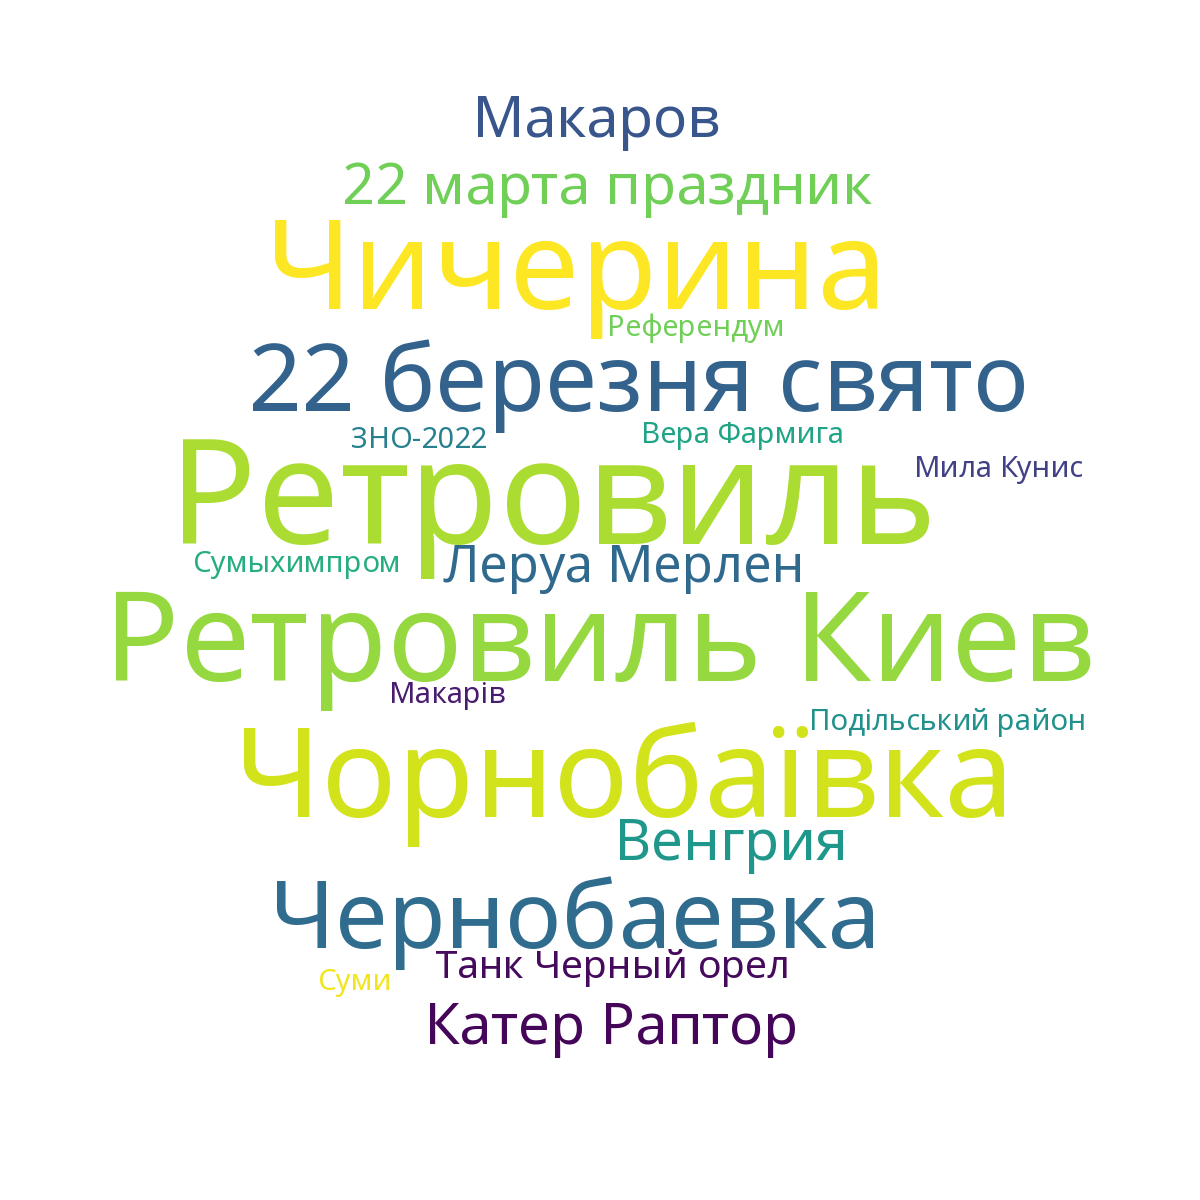 Макаров
22 марта праздник
Чичерина
Референдум
22 березня свято
ЗНО-2022
Вера Фармига
Ретровиль
Мила Кунис
Сумыхимпром
Леруа Мерлен
Ретровиль Киев
Макарів
Подільський район
Чорнобаївка
Венгрия
Чернобаевка
Танк Черный орел
Суми
Катер Раптор